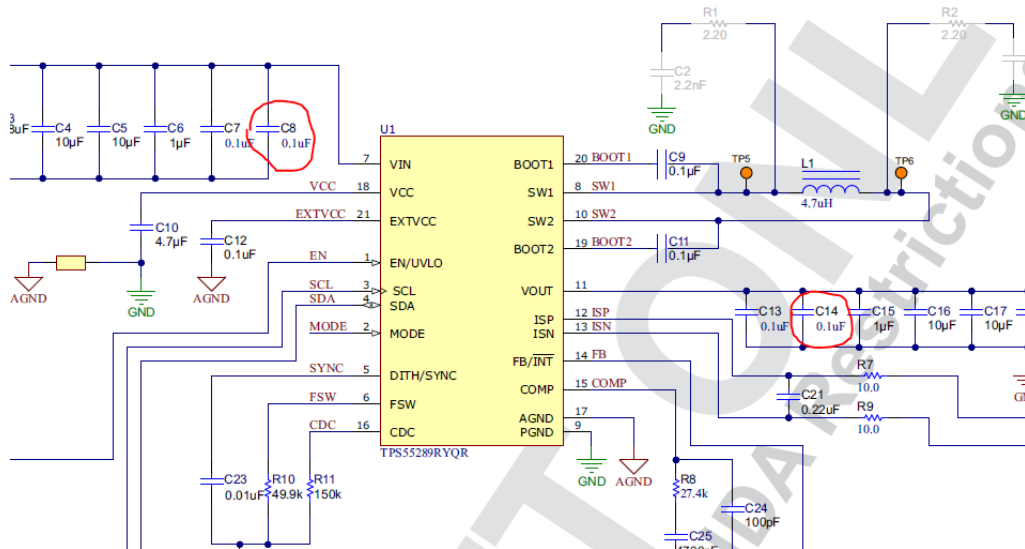 R1
2.20
R2
2.20
C2
2.2nF
GND
GND
3
8uF
C4
10µF
C5
10µF
C6
1µF
C7
0.1uF
C8
0.1uF
U1
7 VIN
BOOT1 20 BOOT1
C9
0.1µF
TP5
L1
4.7uH
TP6
VCC 18 VCC
SW1 8 SW1
EXTVCC 21 EXTVCC
SW2 10 SW2
C10
4.7µF
C12
0.1uF
BOOT2 19 BOOT2
C11
0.1µF
EN 1 EN/UVLO
AGND
GND
AGND
SCL 3 SCL
SDA 4 SDA
VOUT 11
C13
0.1uF
C14
0.1uF
C15
1µF
C16
10µF
C17
10µF
MODE 2 MODE
ISP 12 ISP
ISN 13 ISN
FB/INT 14 FB
SYNC 5 DITH/SYNC
COMP 15 COMP
R7
10.0
C21
0.22uF
R9
10.0
FSW 6 FSW
AGND 17
PGND 9
CDC 16 CDC
TPS55289RYQR
GND
AGND
C23
0.01uF
R10
49.9k
R11
150k
R8
27.4k
C24
100pF
C25
NDA Restriction